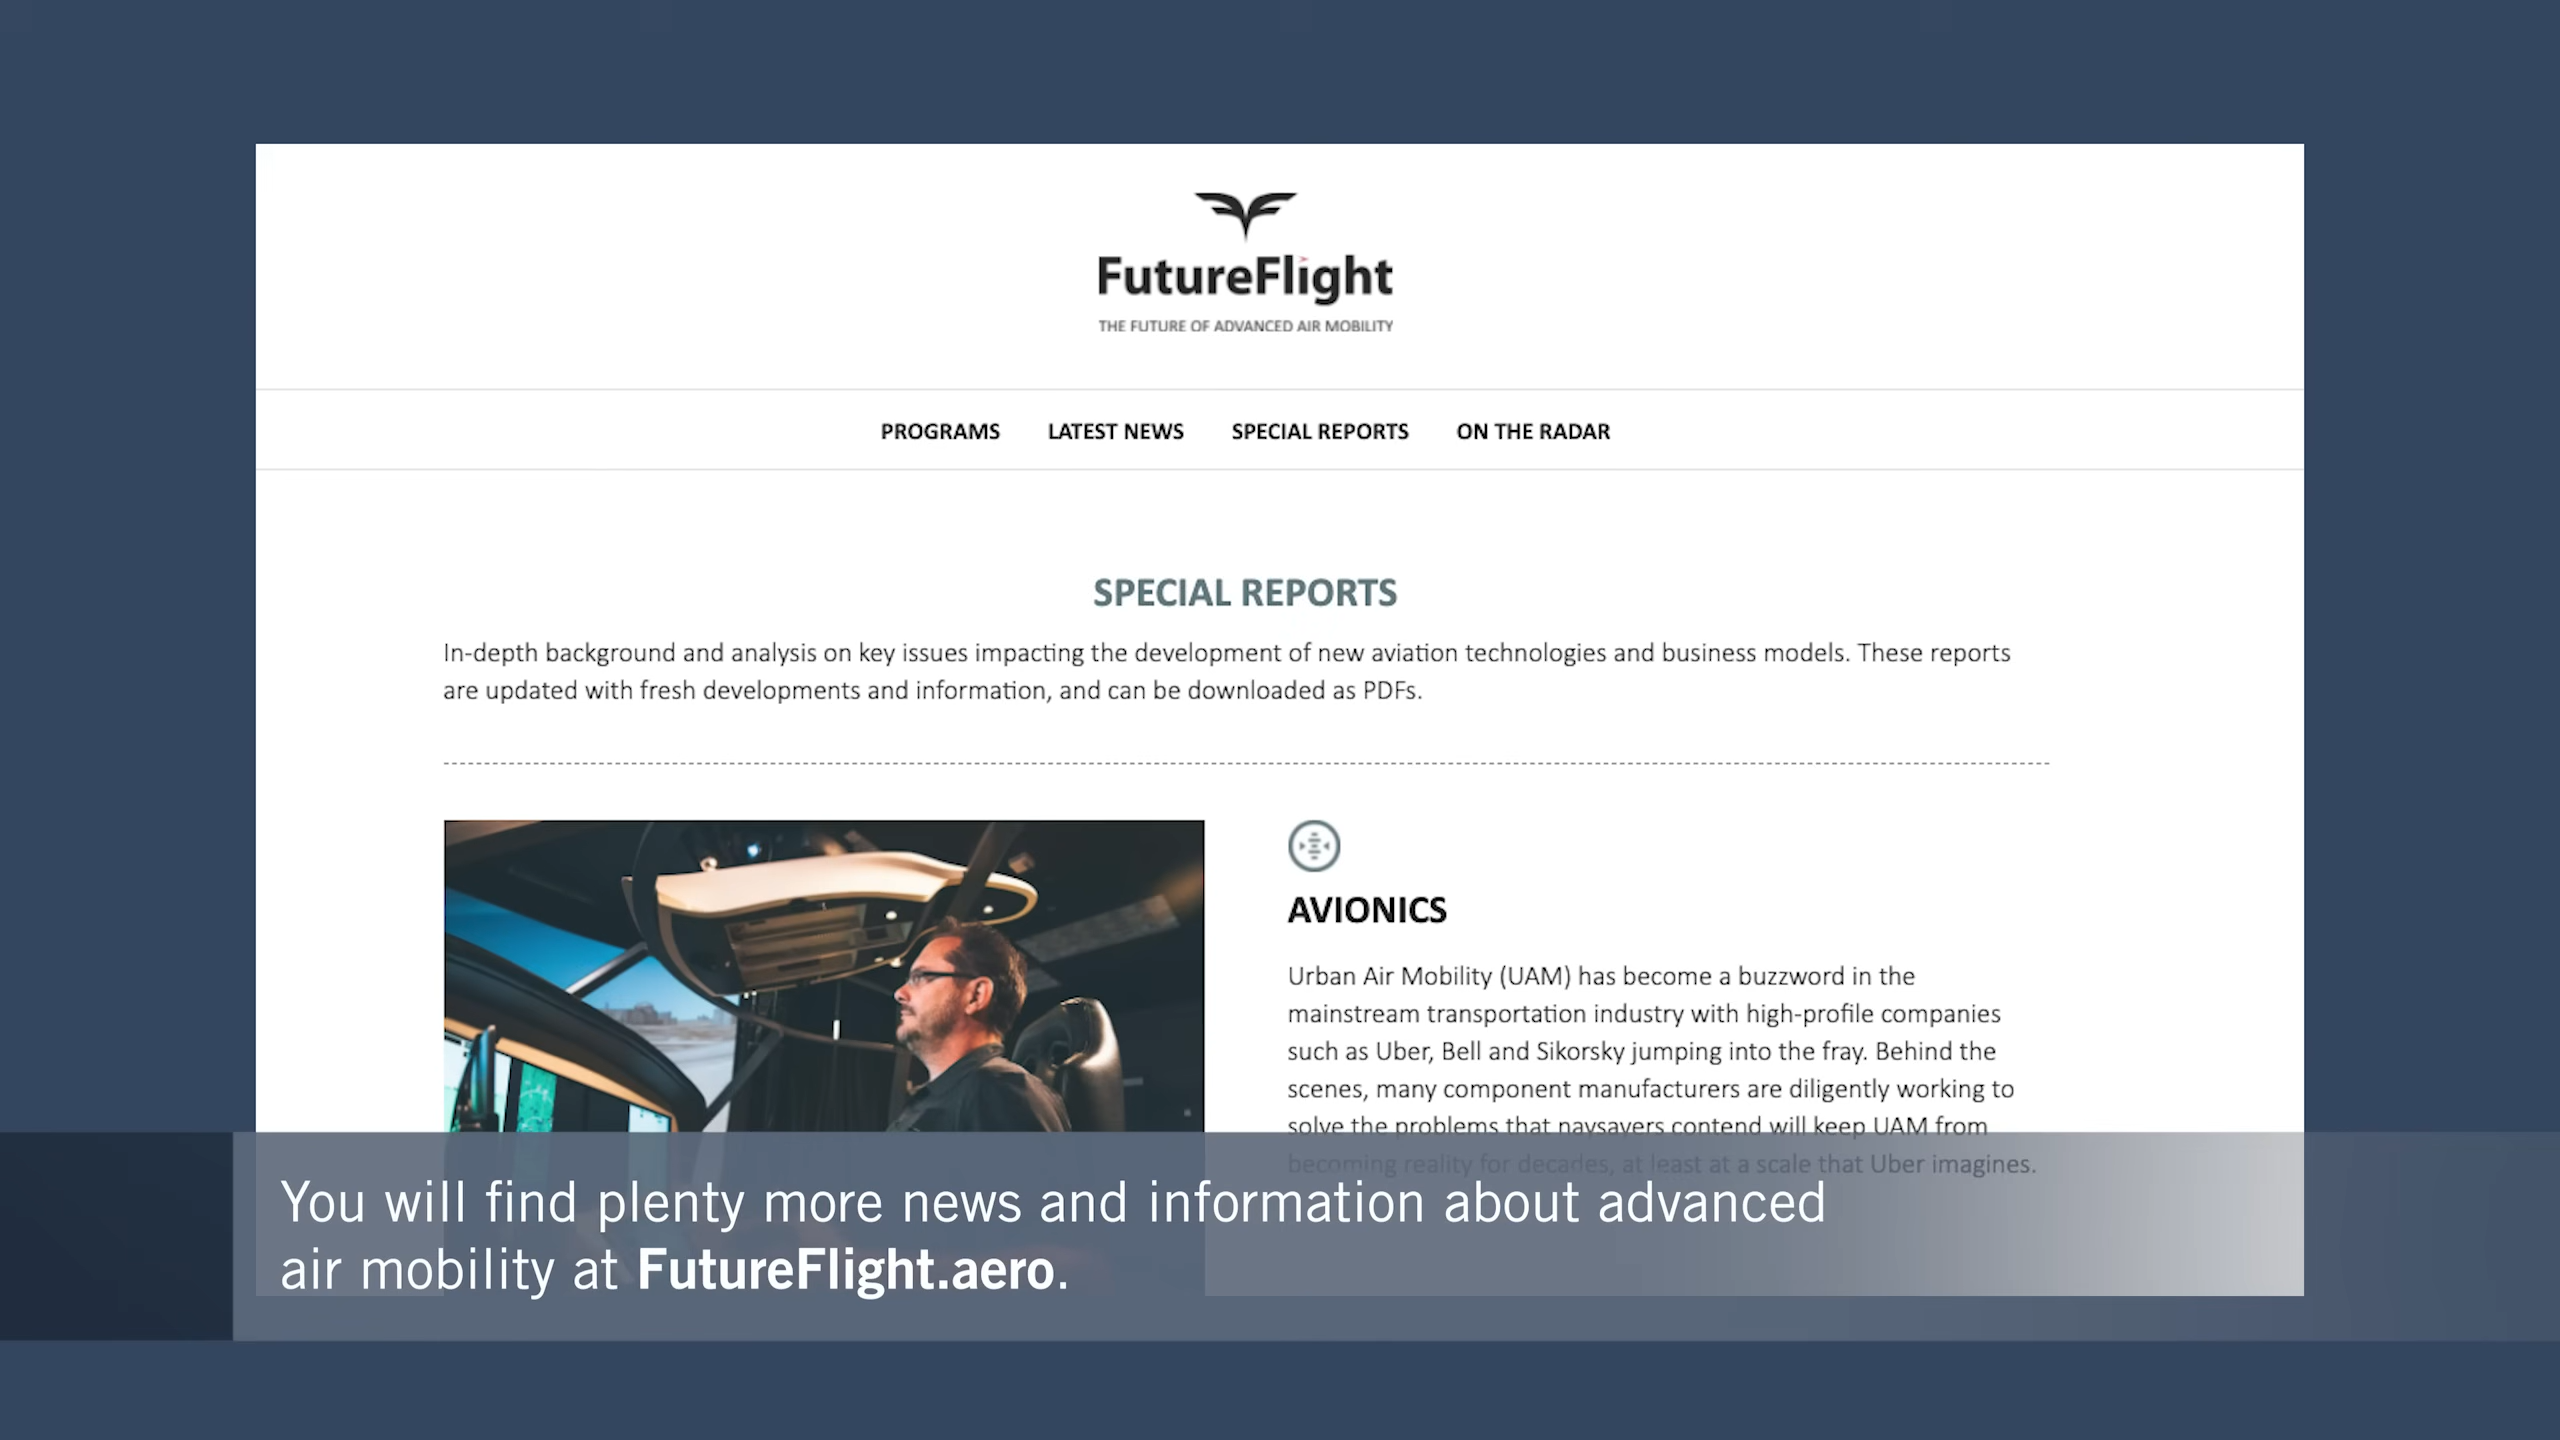 FutureFlight
THE FUTURE OF ADVANCED AIR MOBILITY
PROGRAMS
LATEST NEWS
SPECIAL REPORTS
ON THE RADAR
SPECIAL REPORTS
In-depth background and analysis on key issues impacting the development of new aviation technologies and business models. These reports
are updated with fresh developments and information, and can be downloaded as PDFs.
AVIONICS
Urban Air Mobility (UAM) has become a buzzword in the
mainstream transportation industry with high-profile companies
such as Uber, Bell and Sikorsky jumping into the fray. Behind the
scenes, many component manufacturers are diligently working to
solve the problems that naysayers contend will keep UAM from
becoming reality for decades, at least at a scale that Uber imagines.
You will find plenty more news and information about advanced
air mobility at FutureFlight.aero.